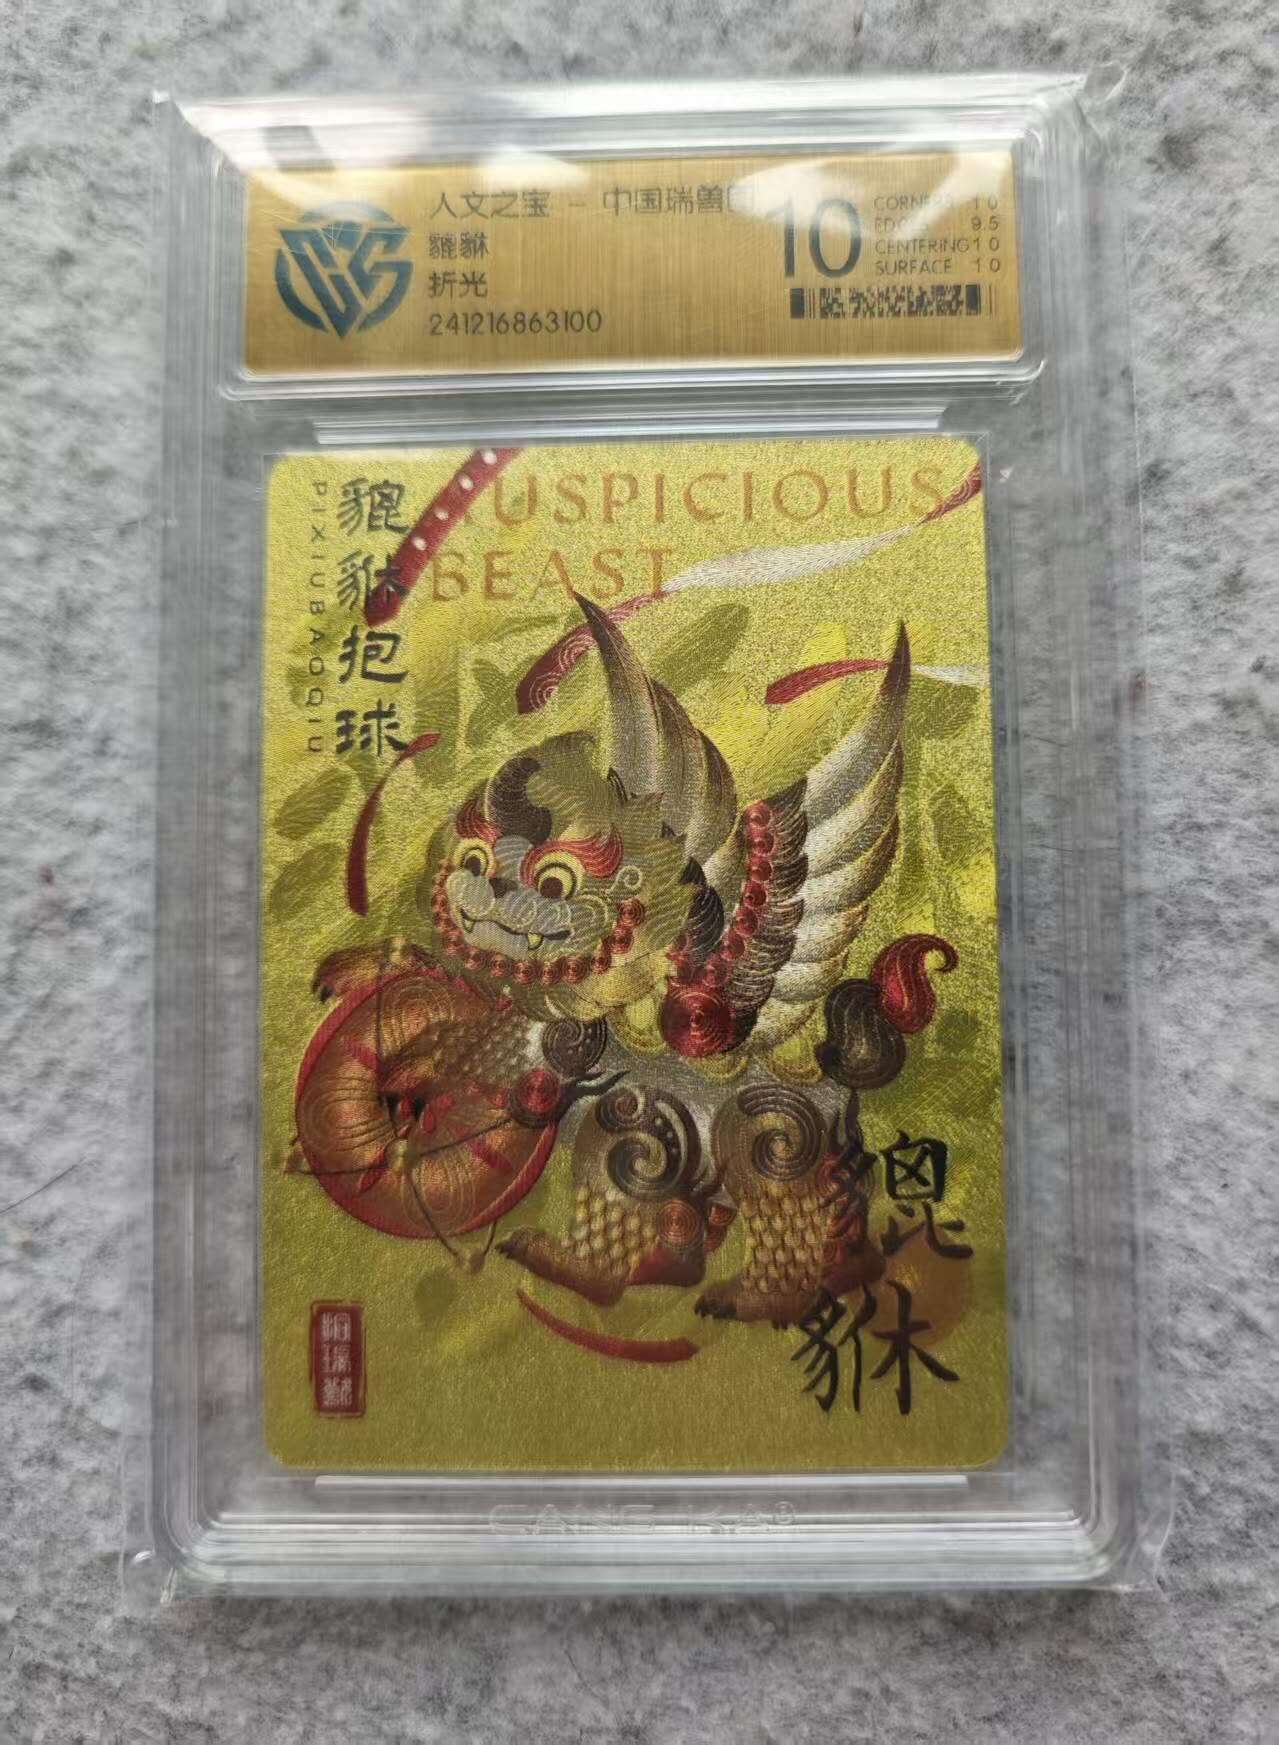 人文之宝 - 中国瑞兽
貔貅
折光
241216863100
10
CORNERS 10
EDGES 9.5
CENTERING 10
SURFACE 10
AUSPICIOUS
BEAST
貔貅抱球
PIXIUBAOQIU
貔貅
CANG KA®